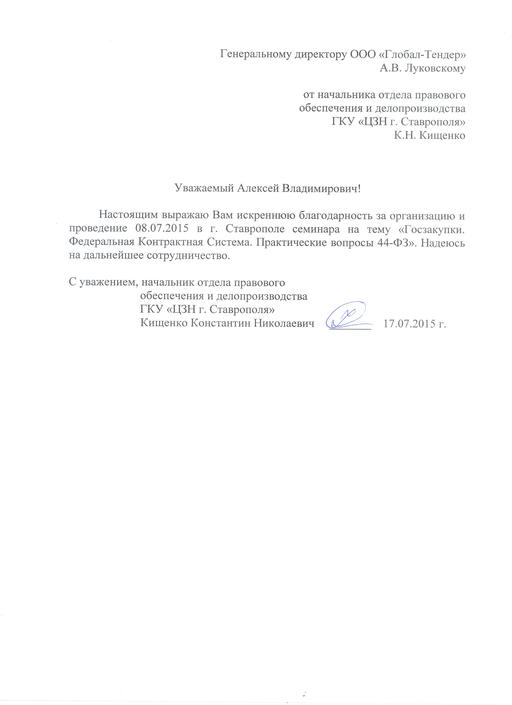 Генеральному директору ООО «Глобал-Тендер»
А.В. Луковскому
от начальника отдела правового
обеспечения и делопроизводства
ГКУ «ЦЗН г. Ставрополя»
К.Н. Кищенко
Уважаемый Алексей Владимирович!
Настоящим выражаю Вам искреннюю благодарность за организацию и
проведение 08.07.2015 в г. Ставрополе семинара на тему «Госзакупки.
Федеральная Контрактная Система. Практические вопросы 44-ФЗ». Надеюсь
на дальнейшее сотрудничество.
С уважением, начальник отдела правового
обеспечения и делопроизводства
ГКУ «ЦЗН г. Ставрополя»
Кищенко Константин Николаевич 17.07.2015 г.